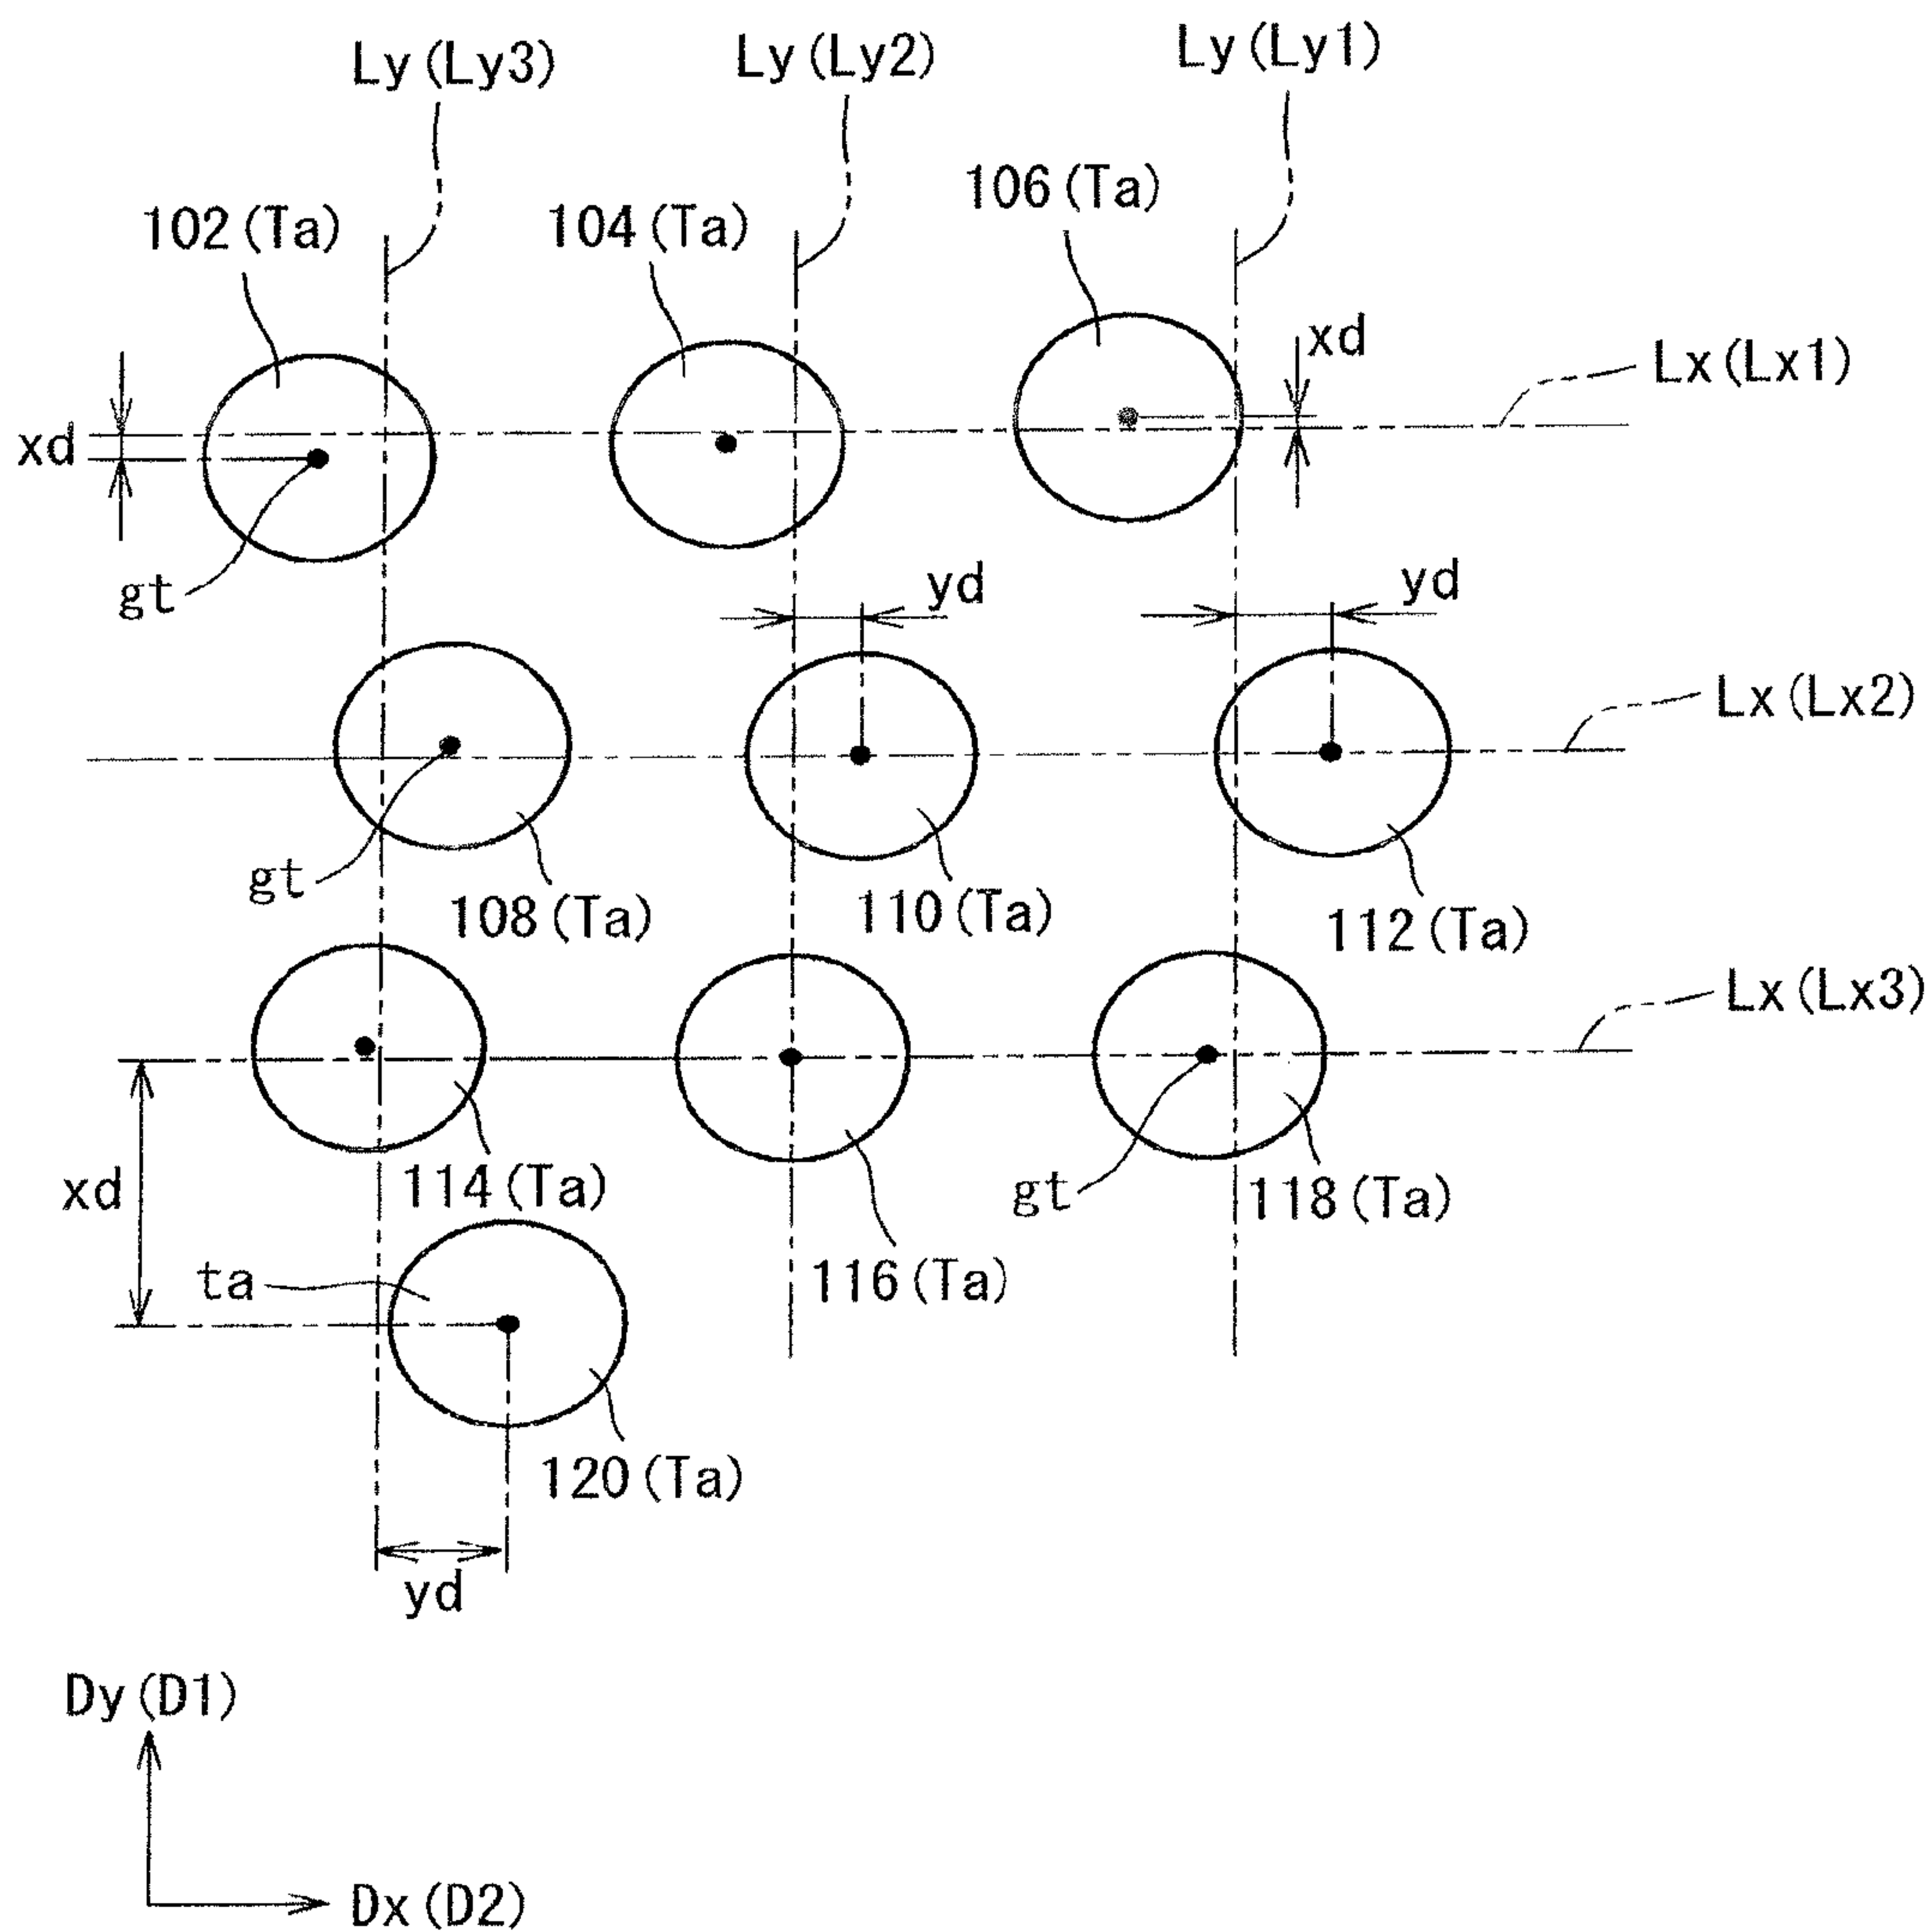 Ly(Ly3)
Ly(Ly2)
Ly(Ly1)
102(Ta)
104(Ta)
106(Ta)
xd
Lx(Lx1)
xd
gt
yd
yd
Lx(Lx2)
gt
108(Ta)
110(Ta)
112(Ta)
Lx(Lx3)
xd
114(Ta)
gt
118(Ta)
ta
116(Ta)
120(Ta)
yd
Dy(D1)
Dx(D2)